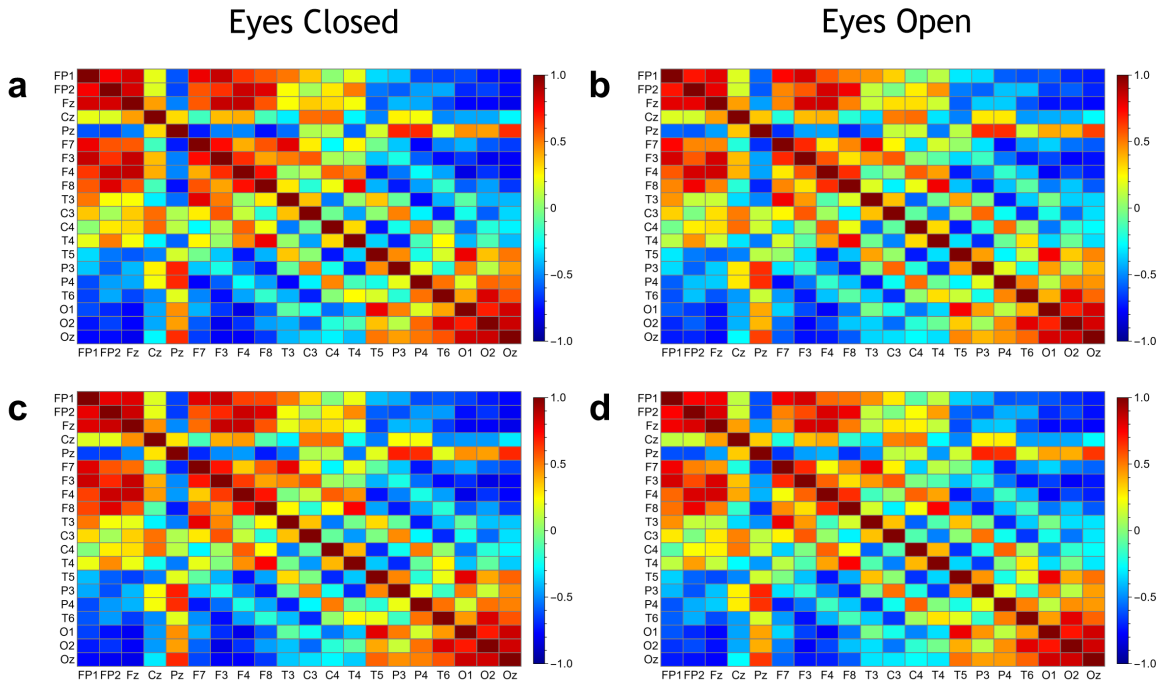 Eyes Closed
Eyes Open
a
FP1
FP2
Fz
Cz
Pz
F7
F3
F4
F8
T3
C3
C4
T4
T5
P3
P4
T6
O1
O2
Oz
FP1 FP2 Fz Cz Pz F7 F3 F4 F8 T3 C3 C4 T4 T5 P3 P4 T6 O1 O2 Oz
1.0
0.5
0
−0.5
−1.0
b
FP1
FP2
Fz
Cz
Pz
F7
F3
F4
F8
T3
C3
C4
T4
T5
P3
P4
T6
O1
O2
Oz
FP1 FP2 Fz Cz Pz F7 F3 F4 F8 T3 C3 C4 T4 T5 P3 P4 T6 O1 O2 Oz
1.0
0.5
0
−0.5
−1.0
c
FP1
FP2
Fz
Cz
Pz
F7
F3
F4
F8
T3
C3
C4
T4
T5
P3
P4
T6
O1
O2
Oz
FP1 FP2 Fz Cz Pz F7 F3 F4 F8 T3 C3 C4 T4 T5 P3 P4 T6 O1 O2 Oz
1.0
0.5
0
−0.5
−1.0
d
FP1
FP2
Fz
Cz
Pz
F7
F3
F4
F8
T3
C3
C4
T4
T5
P3
P4
T6
O1
O2
Oz
FP1 FP2 Fz Cz Pz F7 F3 F4 F8 T3 C3 C4 T4 T5 P3 P4 T6 O1 O2 Oz
1.0
0.5
0
−0.5
−1.0